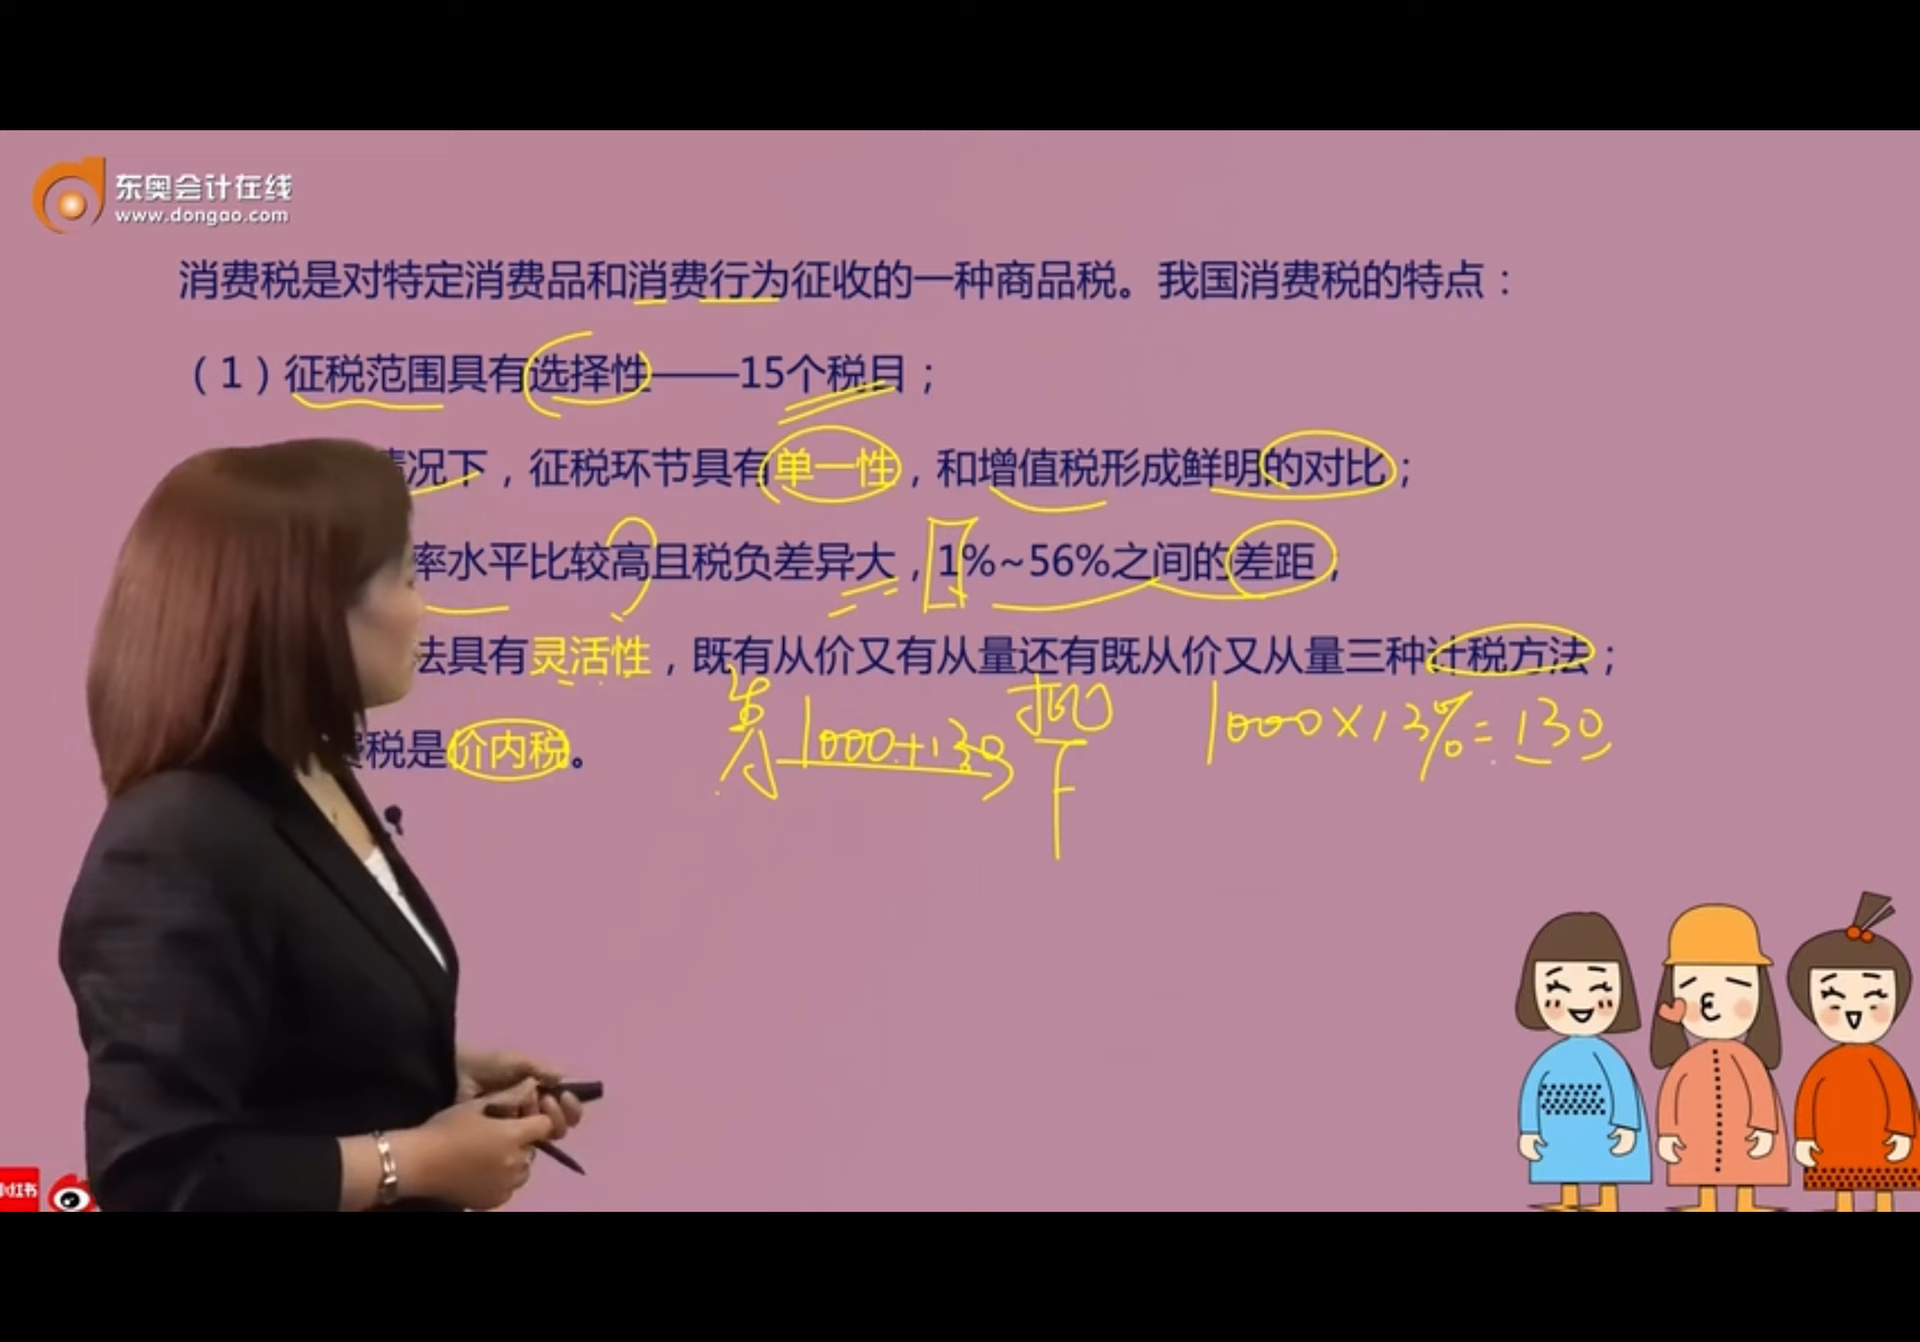 东奥会计在线
www.dongao.com
消费税是对特定消费品和消费行为征收的一种商品税。我国消费税的特点：
（1）征税范围具有选择性——15个税目；
情况下，征税环节具有单一性，和增值税形成鲜明的对比；
率水平比较高且税负差异大，1%~56%之间的差距；
法具有灵活性，既有从价又有从量还有既从价又从量三种计税方法；
费税是价内税。
1000+130
1000×13%=130
小红书